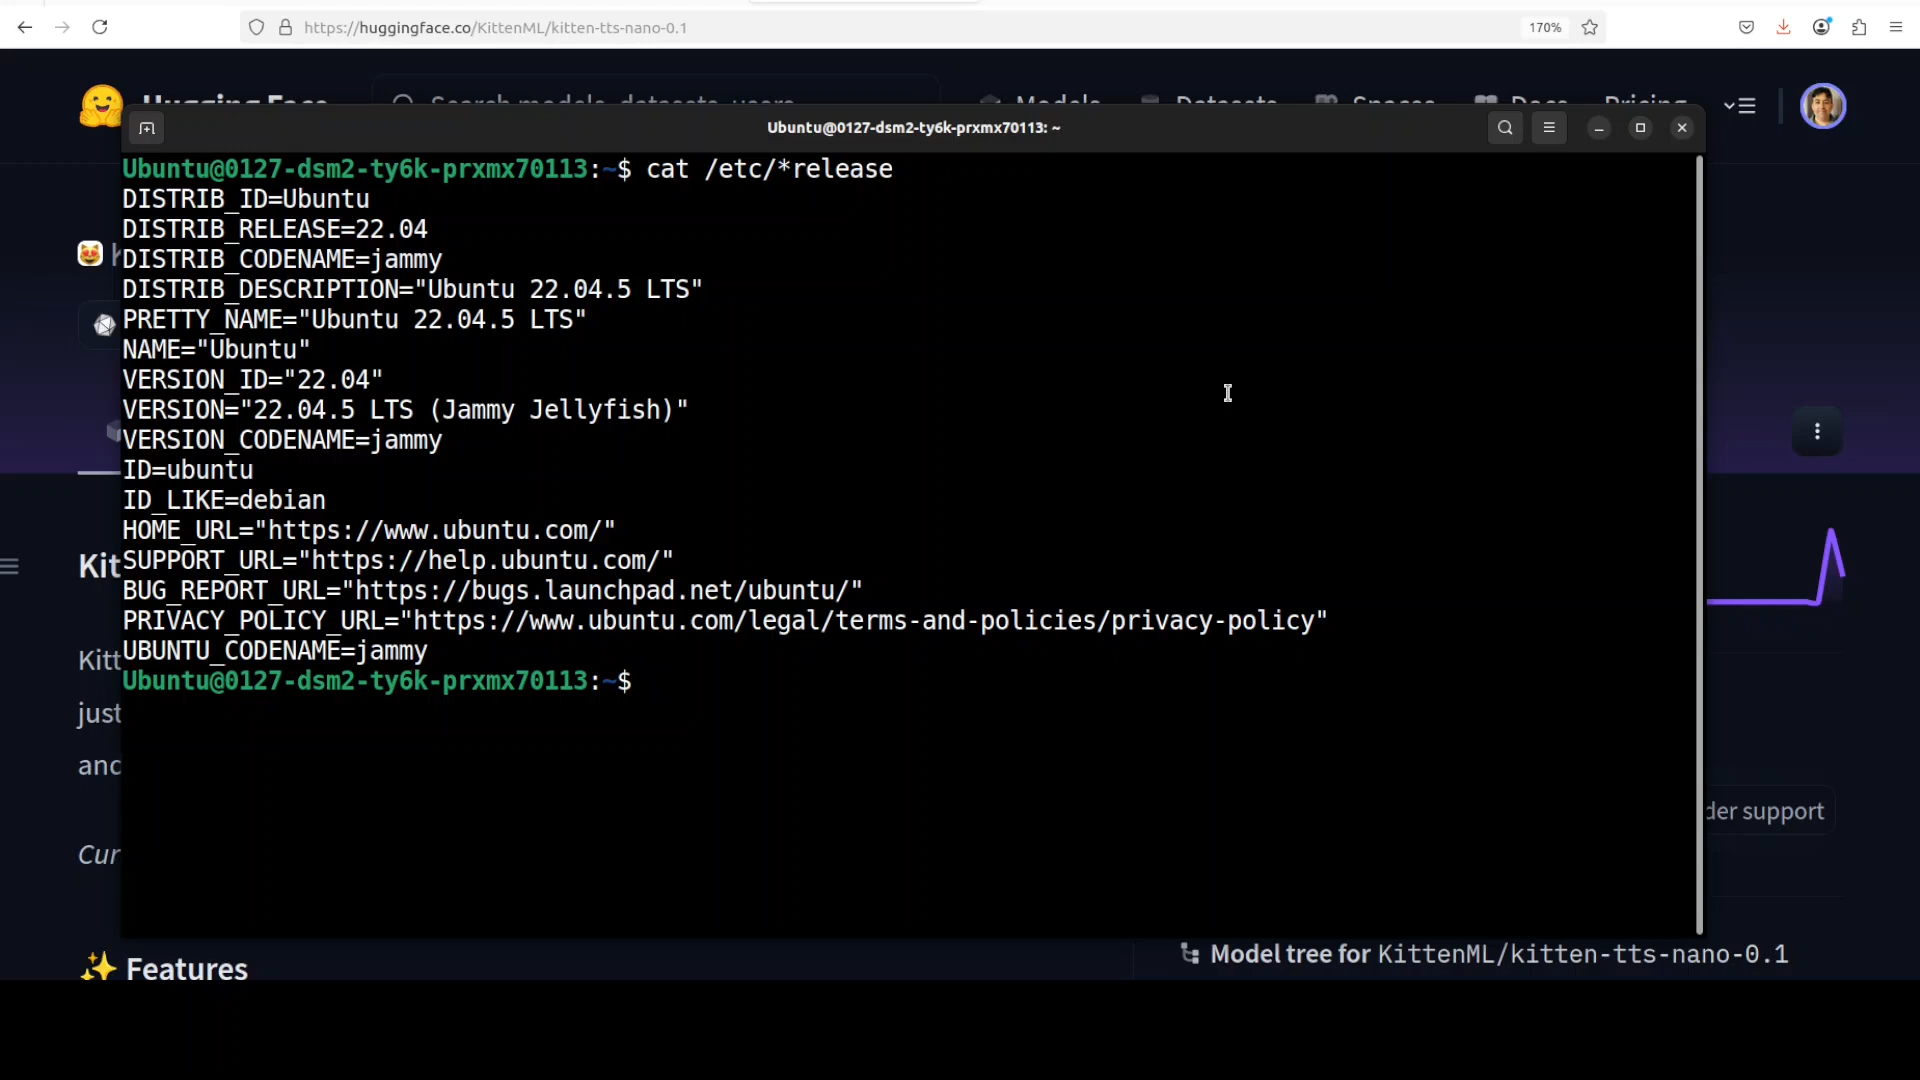 https://huggingface.co/KittenML/kitten-tts-nano-0.1
170%
Hugging Face
Search models, datasets, users
Models
Datasets
Spaces
Docs
Pricing
Ubuntu@0127-dsm2-ty6k-prxmx70113: ~
Ubuntu@0127-dsm2-ty6k-prxmx70113:~$ cat /etc/*release
DISTRIB_ID=Ubuntu
DISTRIB_RELEASE=22.04
DISTRIB_CODENAME=jammy
DISTRIB_DESCRIPTION="Ubuntu 22.04.5 LTS"
PRETTY_NAME="Ubuntu 22.04.5 LTS"
NAME="Ubuntu"
VERSION_ID="22.04"
VERSION="22.04.5 LTS (Jammy Jellyfish)"
VERSION_CODENAME=jammy
ID=ubuntu
ID_LIKE=debian
HOME_URL="https://www.ubuntu.com/"
SUPPORT_URL="https://help.ubuntu.com/"
BUG_REPORT_URL="https://bugs.launchpad.net/ubuntu/"
PRIVACY_POLICY_URL="https://www.ubuntu.com/legal/terms-and-policies/privacy-policy"
UBUNTU_CODENAME=jammy
Ubuntu@0127-dsm2-ty6k-prxmx70113:~$
Kit
Kitt
just
and
der support
Cur
Model tree for KittenML/kitten-tts-nano-0.1
✨ Features